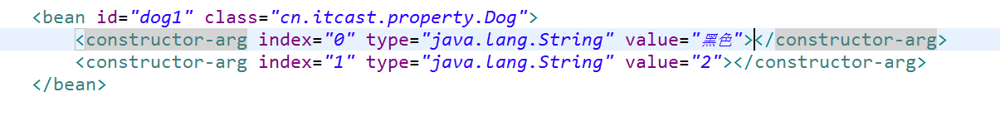 <bean id="dog1" class="cn.itcast.property.Dog">
<constructor-arg index="0" type="java.lang.String" value="黑色"></constructor-arg>
<constructor-arg index="1" type="java.lang.String" value="2"></constructor-arg>
</bean>